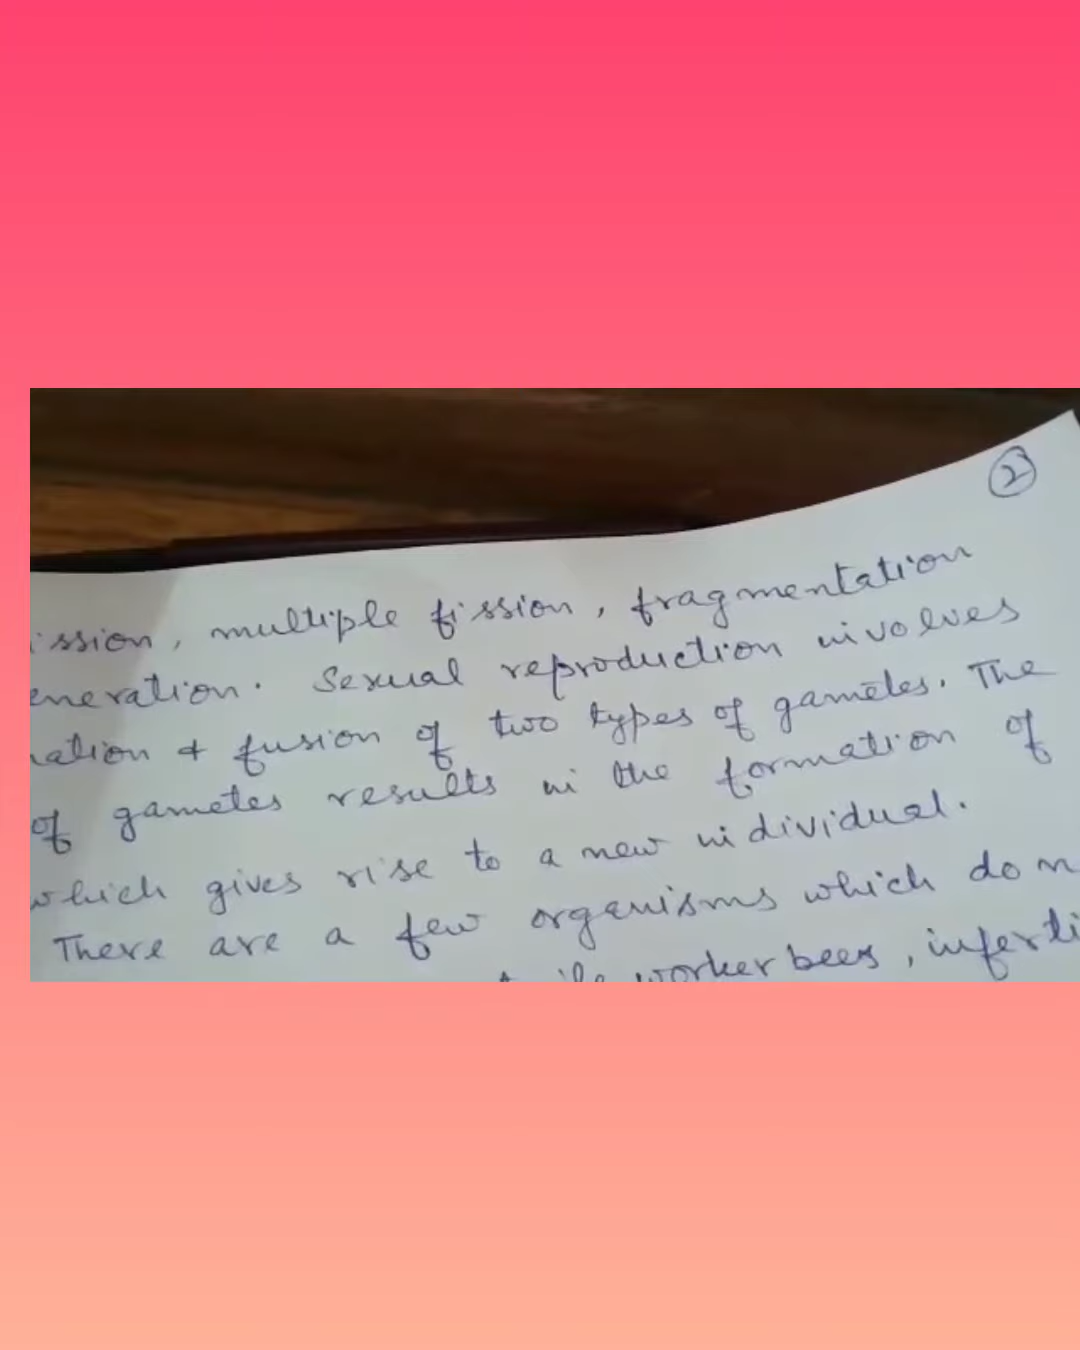 2
ission, multiple fission, fragmentation
eneration. Sexual reproduction involves
ation & fusion of two types of gametes. The
of gametes results in the formation of
which gives rise to a new individual.
There are a few organisms which do n
worker bees, inferti